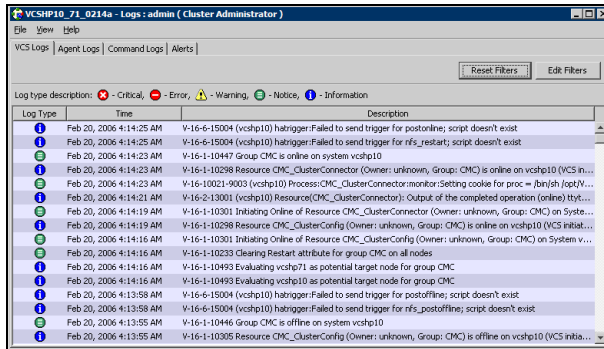 VCSHP10_71_0214a - Logs : admin ( Cluster Administrator )
File View Help
VCS Logs Agent Logs Command Logs Alerts
Reset Filters Edit Filters
Log type description: - Critical, - Error, - Warning, - Notice, - Information
Log Type Time Description
Feb 20, 2006 4:14:25 AM V-16-6-15004 (vcshp10) hatrigger:Failed to send trigger for postonline; script doesn't exist
Feb 20, 2006 4:14:25 AM V-16-6-15004 (vcshp10) hatrigger:Failed to send trigger for nfs_restart; script doesn't exist
Feb 20, 2006 4:14:23 AM V-16-1-10447 Group CMC is online on system vcshp10
Feb 20, 2006 4:14:23 AM V-16-1-10298 Resource CMC_ClusterConnector (Owner: unknown, Group: CMC) is online on vcshp10 (VCS in...
Feb 20, 2006 4:14:23 AM V-16-10021-9003 (vcshp10) Process:CMC_ClusterConnector:monitor:Setting cookie for proc = /bin/sh /opt/V...
Feb 20, 2006 4:14:21 AM V-16-2-13001 (vcshp10) Resource(CMC_ClusterConnector): Output of the completed operation (online) ttyt...
Feb 20, 2006 4:14:19 AM V-16-1-10301 Initiating Online of Resource CMC_ClusterConnector (Owner: unknown, Group: CMC) on Syste...
Feb 20, 2006 4:14:19 AM V-16-1-10298 Resource CMC_ClusterConfig (Owner: unknown, Group: CMC) is online on vcshp10 (VCS initiat...
Feb 20, 2006 4:14:16 AM V-16-1-10301 Initiating Online of Resource CMC_ClusterConfig (Owner: unknown, Group: CMC) on System v...
Feb 20, 2006 4:14:16 AM V-16-1-10233 Clearing Restart attribute for group CMC on all nodes
Feb 20, 2006 4:14:16 AM V-16-1-10493 Evaluating vcshp71 as potential target node for group CMC
Feb 20, 2006 4:14:16 AM V-16-1-10493 Evaluating vcshp10 as potential target node for group CMC
Feb 20, 2006 4:13:58 AM V-16-6-15004 (vcshp10) hatrigger:Failed to send trigger for postoffline; script doesn't exist
Feb 20, 2006 4:13:58 AM V-16-6-15004 (vcshp10) hatrigger:Failed to send trigger for nfs_postoffline; script doesn't exist
Feb 20, 2006 4:13:55 AM V-16-1-10446 Group CMC is offline on system vcshp10
Feb 20, 2006 4:13:55 AM V-16-1-10305 Resource CMC_ClusterConfig (Owner: unknown, Group: CMC) is offline on vcshp10 (VCS initia...